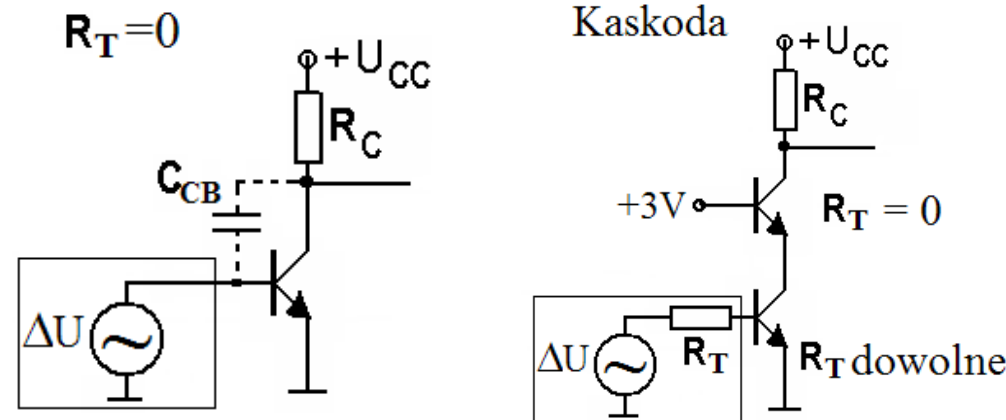 R_T =0
+U_CC
R_C
C_CB
ΔU
Kaskoda
+U_CC
R_C
+3V
R_T = 0
ΔU
R_T
R_T dowolne